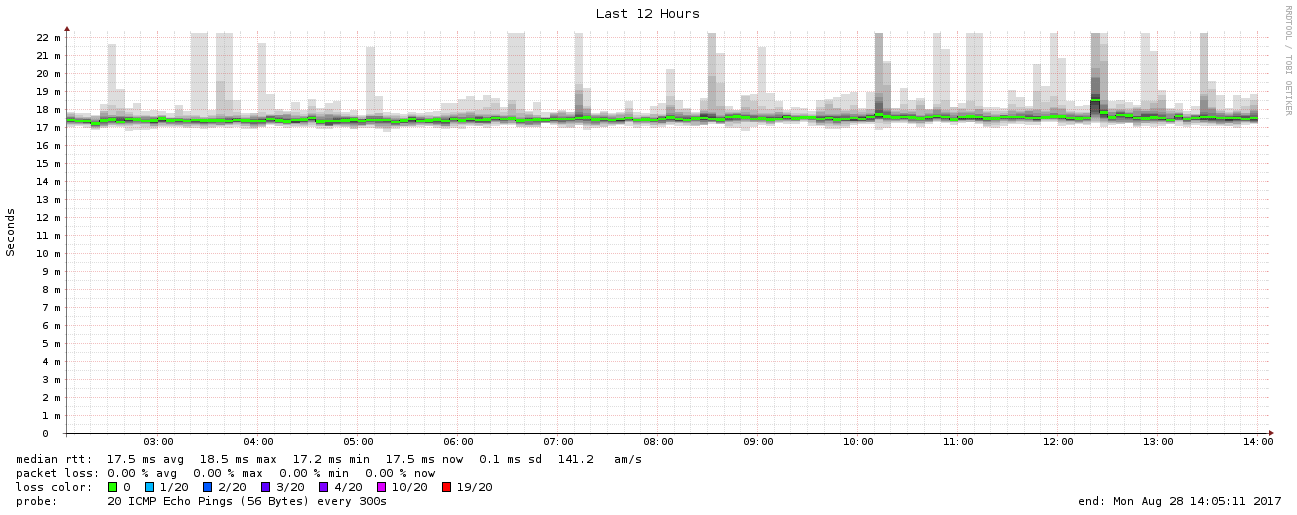 Last 12 Hours
RRDTOOL / TOBI OETIKER
22 m
21 m
20 m
19 m
18 m
17 m
16 m
15 m
14 m
13 m
12 m
11 m
10 m
9 m
8 m
7 m
6 m
5 m
4 m
3 m
2 m
1 m
0
Seconds
03:00 04:00 05:00 06:00 07:00 08:00 09:00 10:00 11:00 12:00 13:00 14:00
median rtt: 17.5 ms avg 18.5 ms max 17.2 ms min 17.5 ms now 0.1 ms sd 141.2 am/s
packet loss: 0.00 % avg 0.00 % max 0.00 % min 0.00 % now
loss color: 0 1/20 2/20 3/20 4/20 10/20 19/20
probe: 20 ICMP Echo Pings (56 Bytes) every 300s end: Mon Aug 28 14:05:11 2017